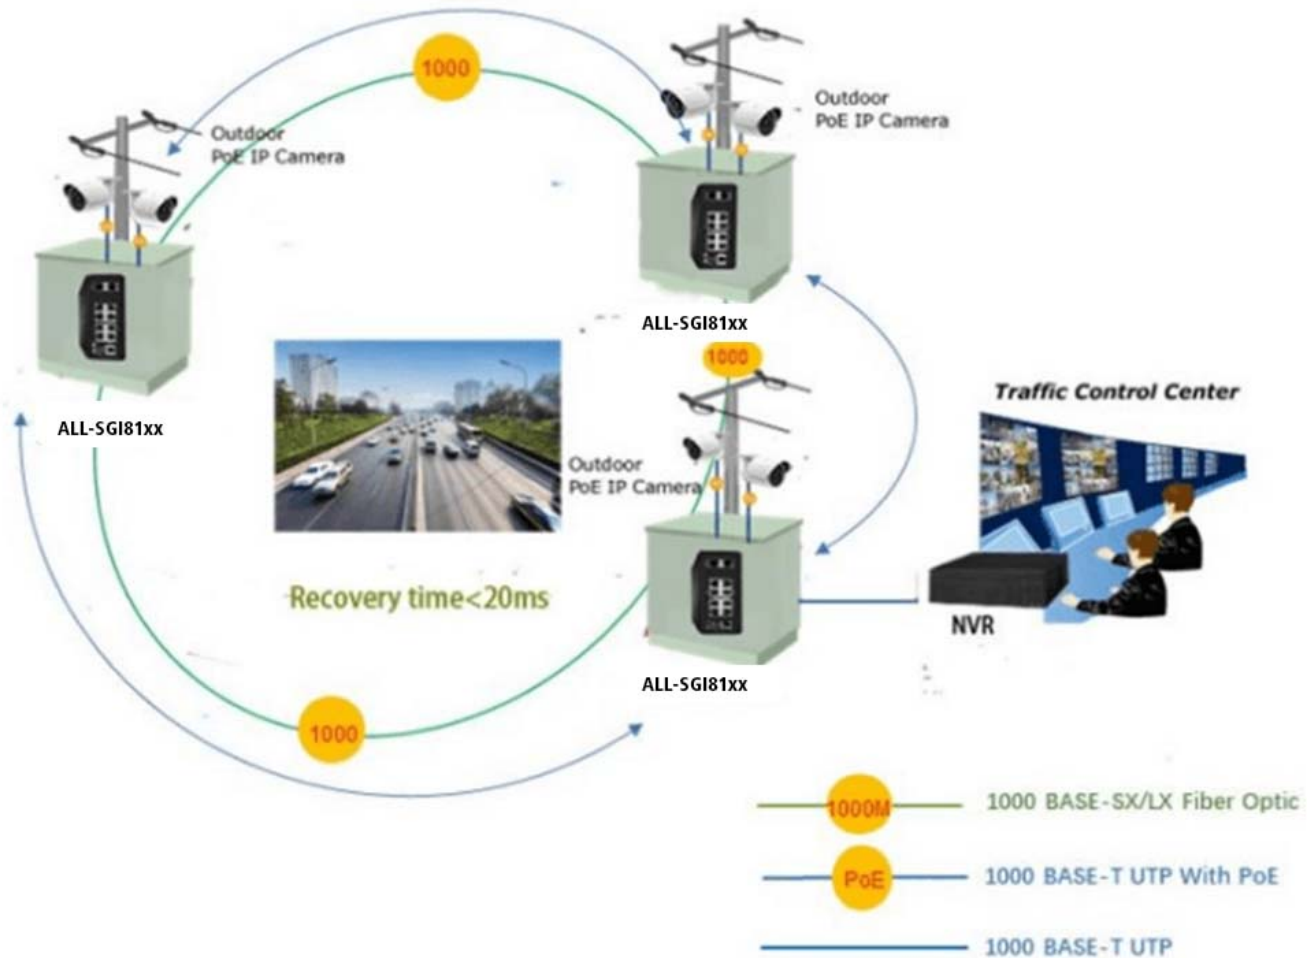 1000
Outdoor
PoE IP Camera
Outdoor
PoE IP Camera
ALL-SGI81xx
1000
Traffic Control Center
ALL-SGI81xx
Outdoor
PoE IP Camera
Recovery time<20ms
NVR
ALL-SGI81xx
1000
1000M
1000 BASE-SX/LX Fiber Optic
PoE
1000 BASE-T UTP With PoE
1000 BASE-T UTP